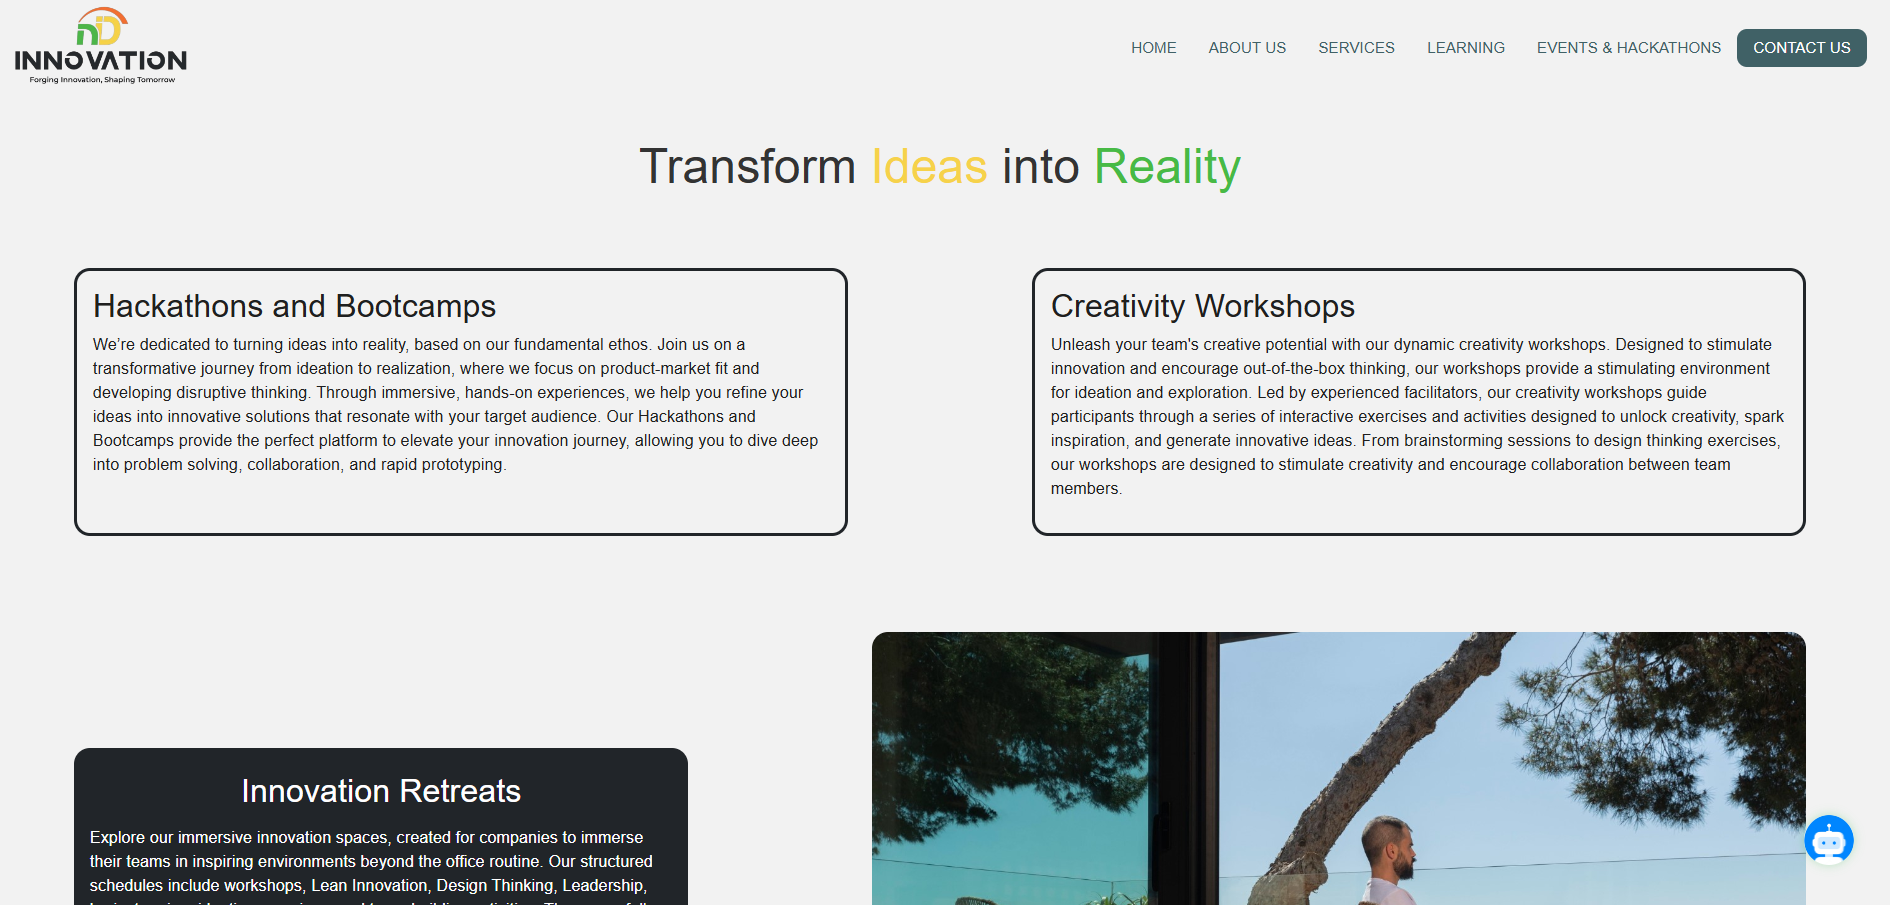 nD
INNOVATION
Forging Innovation, Shaping Tomorrow
HOME ABOUT US SERVICES LEARNING EVENTS & HACKATHONS CONTACT US
Transform Ideas into Reality
Hackathons and Bootcamps
We’re dedicated to turning ideas into reality, based on our fundamental ethos. Join us on a
transformative journey from ideation to realization, where we focus on product-market fit and
developing disruptive thinking. Through immersive, hands-on experiences, we help you refine your
ideas into innovative solutions that resonate with your target audience. Our Hackathons and
Bootcamps provide the perfect platform to elevate your innovation journey, allowing you to dive deep
into problem solving, collaboration, and rapid prototyping.
Creativity Workshops
Unleash your team's creative potential with our dynamic creativity workshops. Designed to stimulate
innovation and encourage out-of-the-box thinking, our workshops provide a stimulating environment
for ideation and exploration. Led by experienced facilitators, our creativity workshops guide
participants through a series of interactive exercises and activities designed to unlock creativity, spark
inspiration, and generate innovative ideas. From brainstorming sessions to design thinking exercises,
our workshops are designed to stimulate creativity and encourage collaboration between team
members.
Innovation Retreats
Explore our immersive innovation spaces, created for companies to immerse
their teams in inspiring environments beyond the office routine. Our structured
schedules include workshops, Lean Innovation, Design Thinking, Leadership,